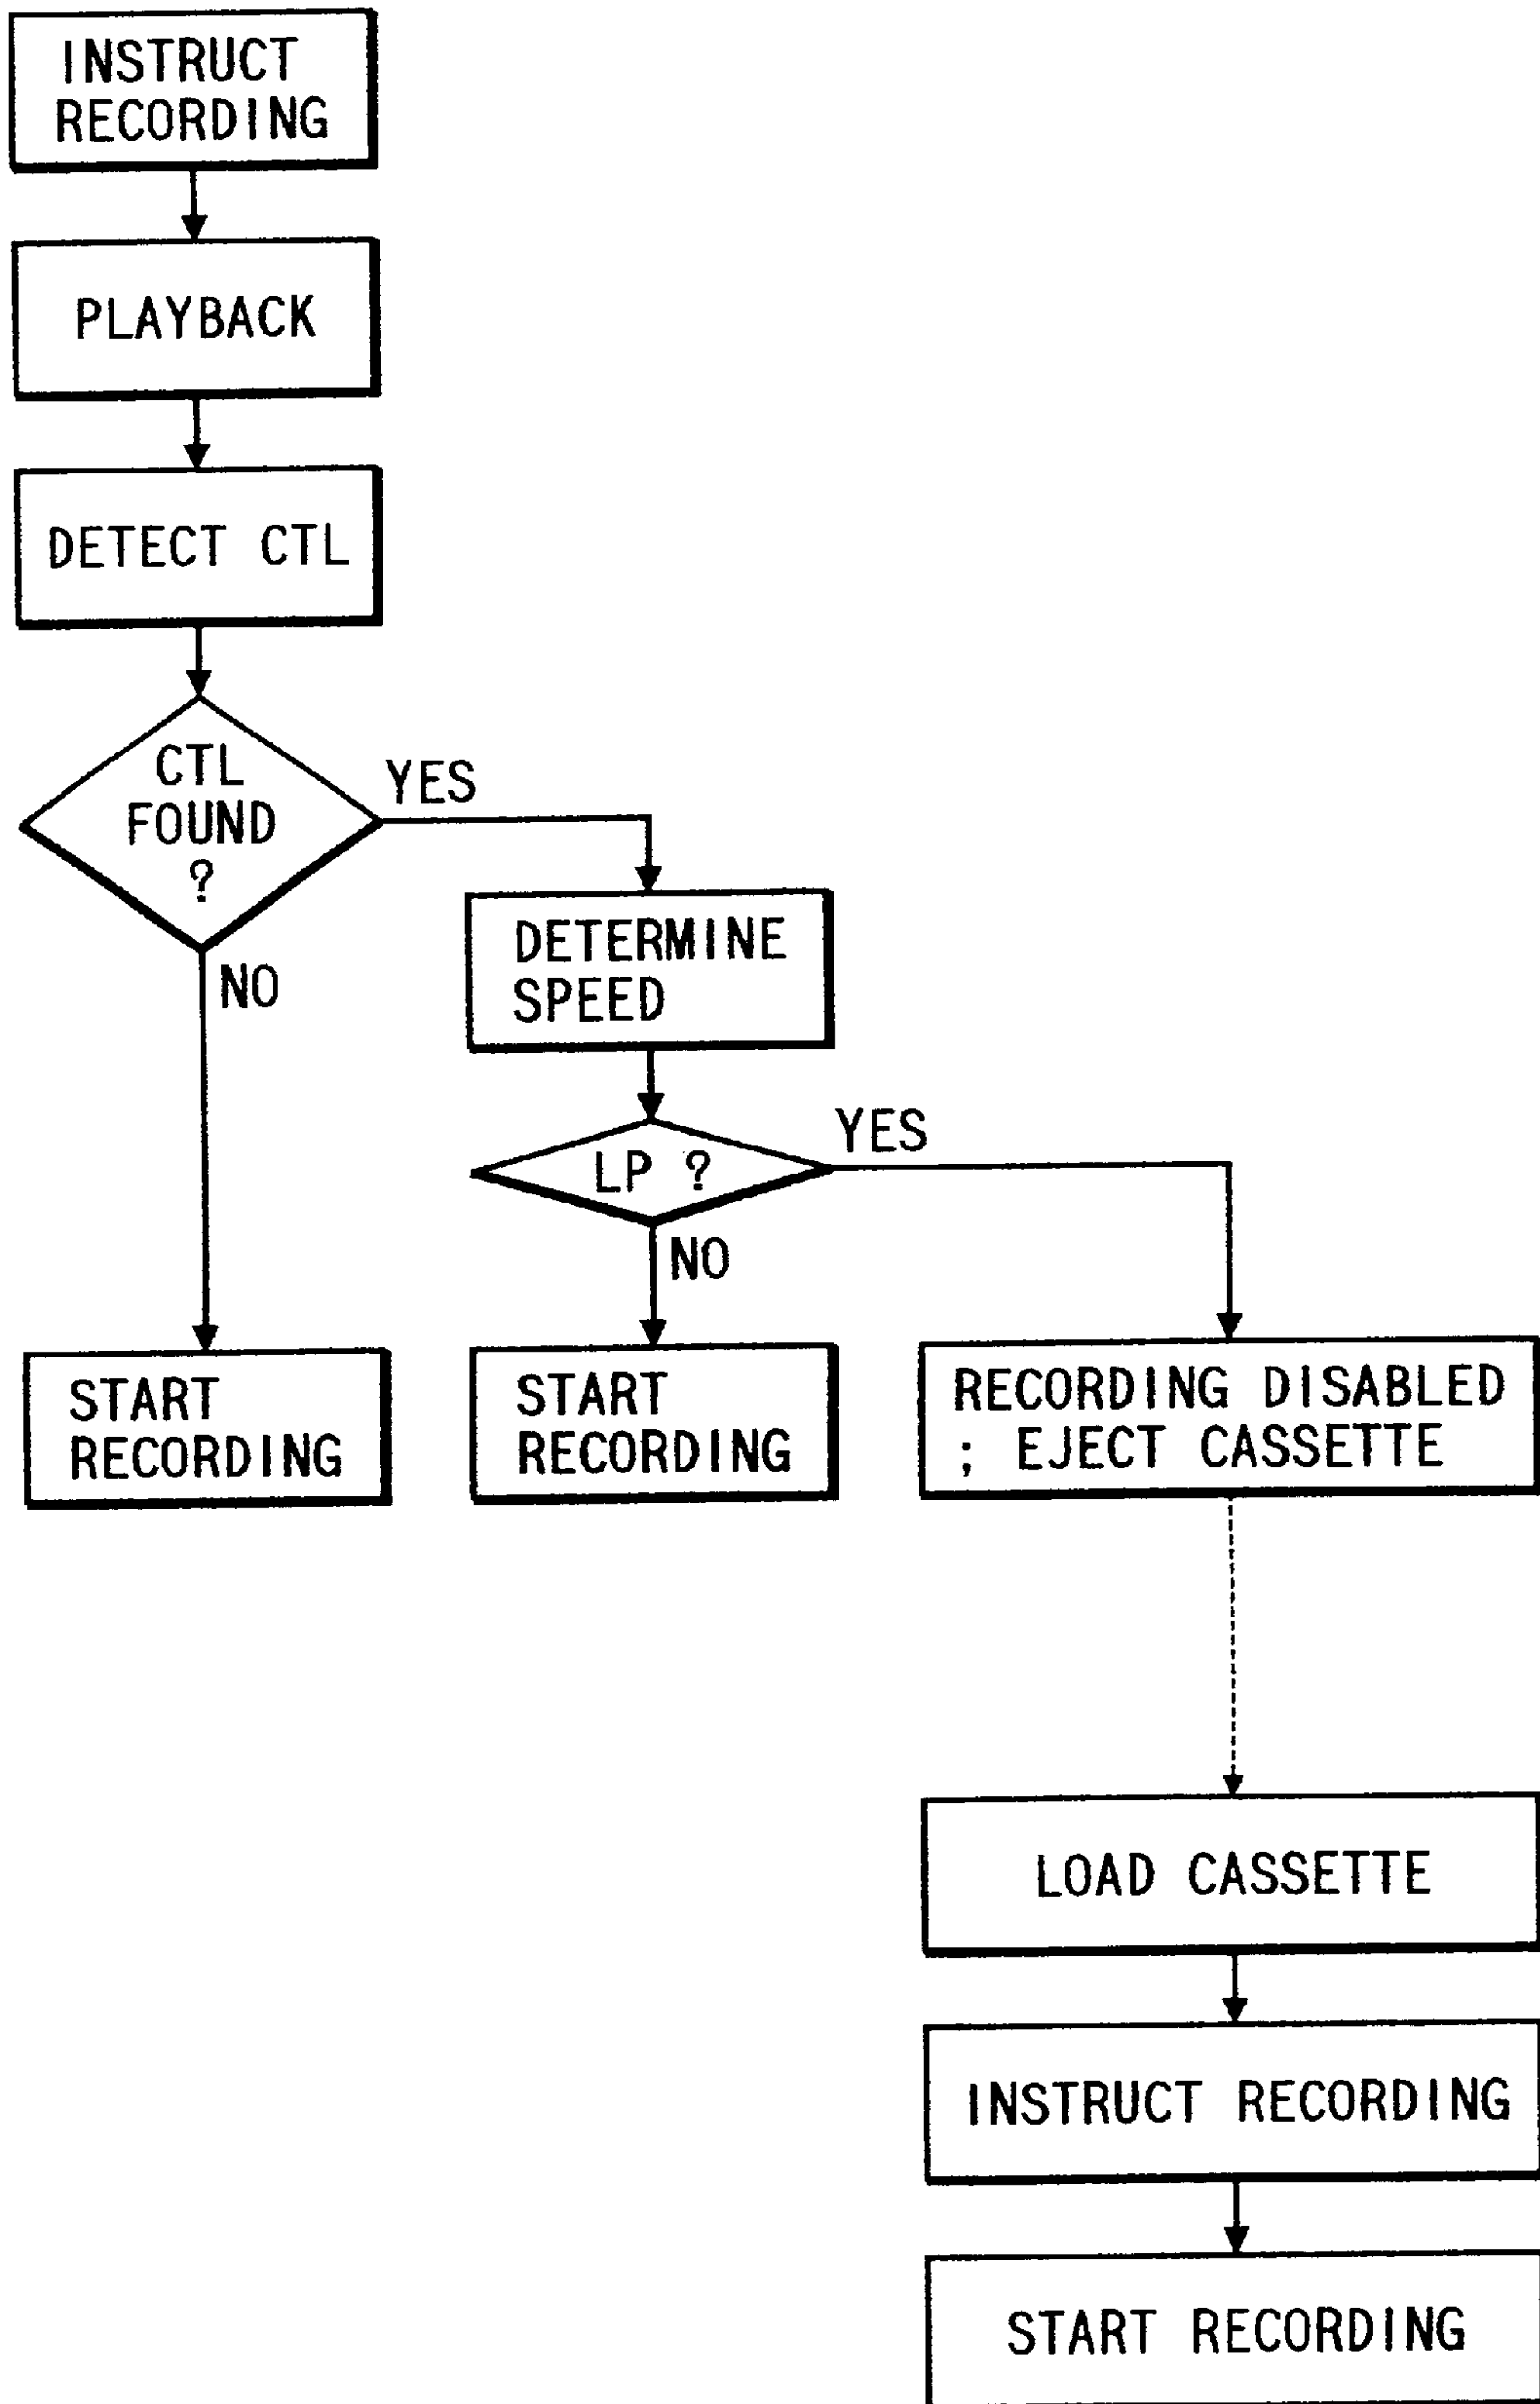 INSTRUCT
RECORDING
PLAYBACK
DETECT CTL
CTL
FOUND
?
YES
NO
DETERMINE
SPEED
LP ?
YES
NO
START
RECORDING
START
RECORDING
RECORDING DISABLED
; EJECT CASSETTE
LOAD CASSETTE
INSTRUCT RECORDING
START RECORDING